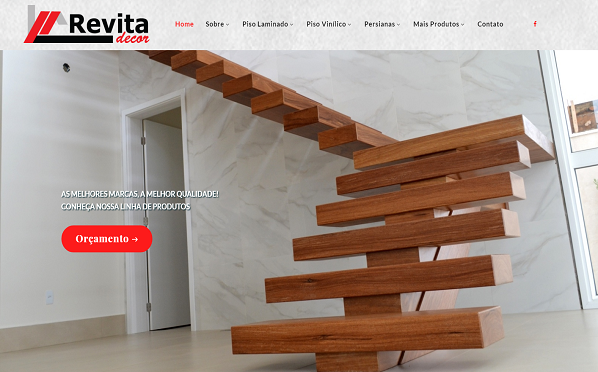 Revita
decor
Home Sobre Piso Laminado Piso Vinílico Persianas Mais Produtos Contato f
AS MELHORES MARCAS, A MELHOR QUALIDADE!
CONHEÇA NOSSA LINHA DE PRODUTOS
Orçamento →